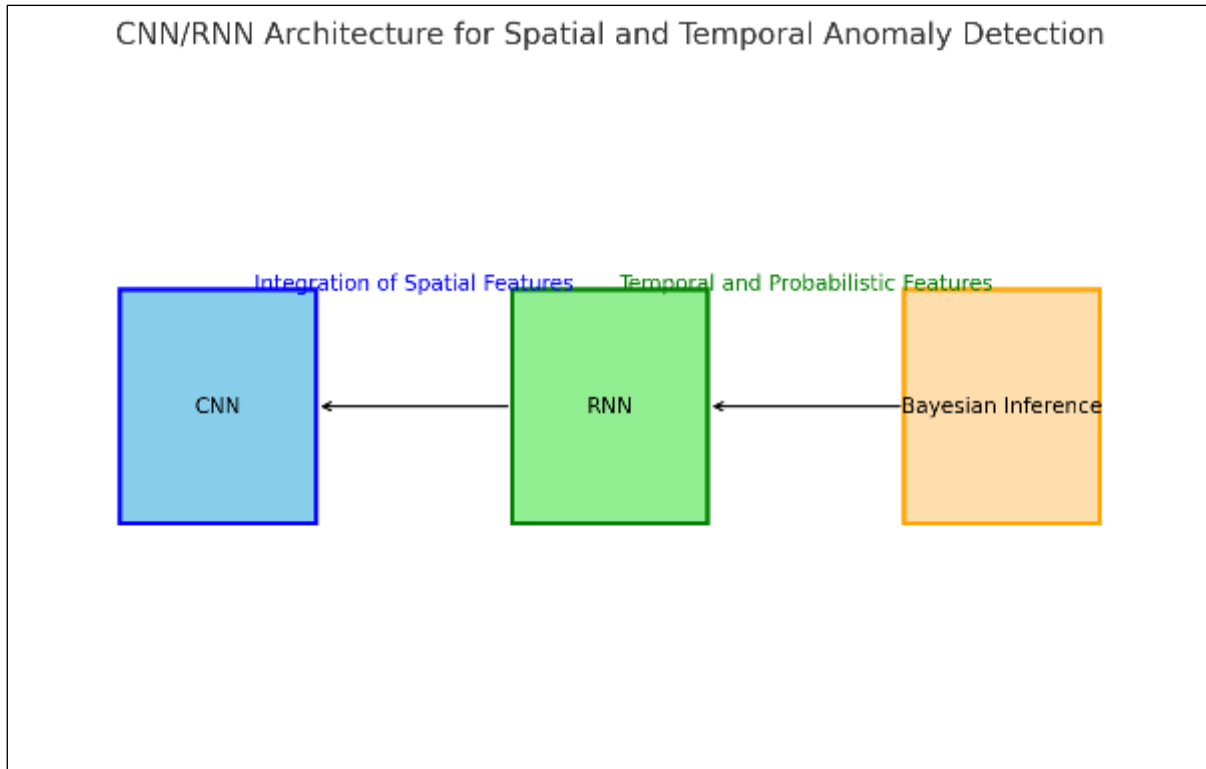 CNN/RNN Architecture for Spatial and Temporal Anomaly Detection
Integration of Spatial Features
Temporal and Probabilistic Features
CNN
RNN
Bayesian Inference